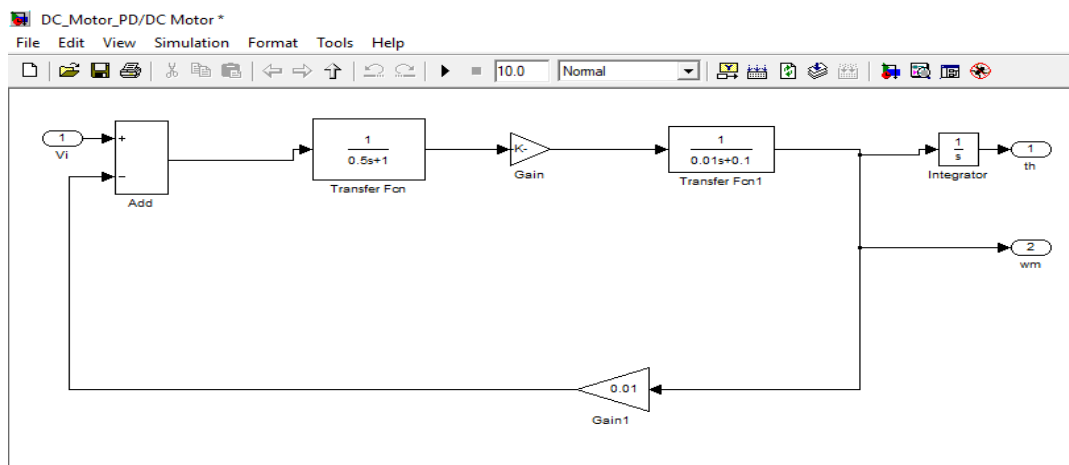 DC_Motor_PD/DC Motor *
File Edit View Simulation Format Tools Help
10.0 Normal
1
Vi
+
−
Add
1
0.5s+1
Transfer Fcn
-K-
Gain
1
0.01s+0.1
Transfer Fcn1
1
s
Integrator
1
th
2
wm
0.01
Gain1